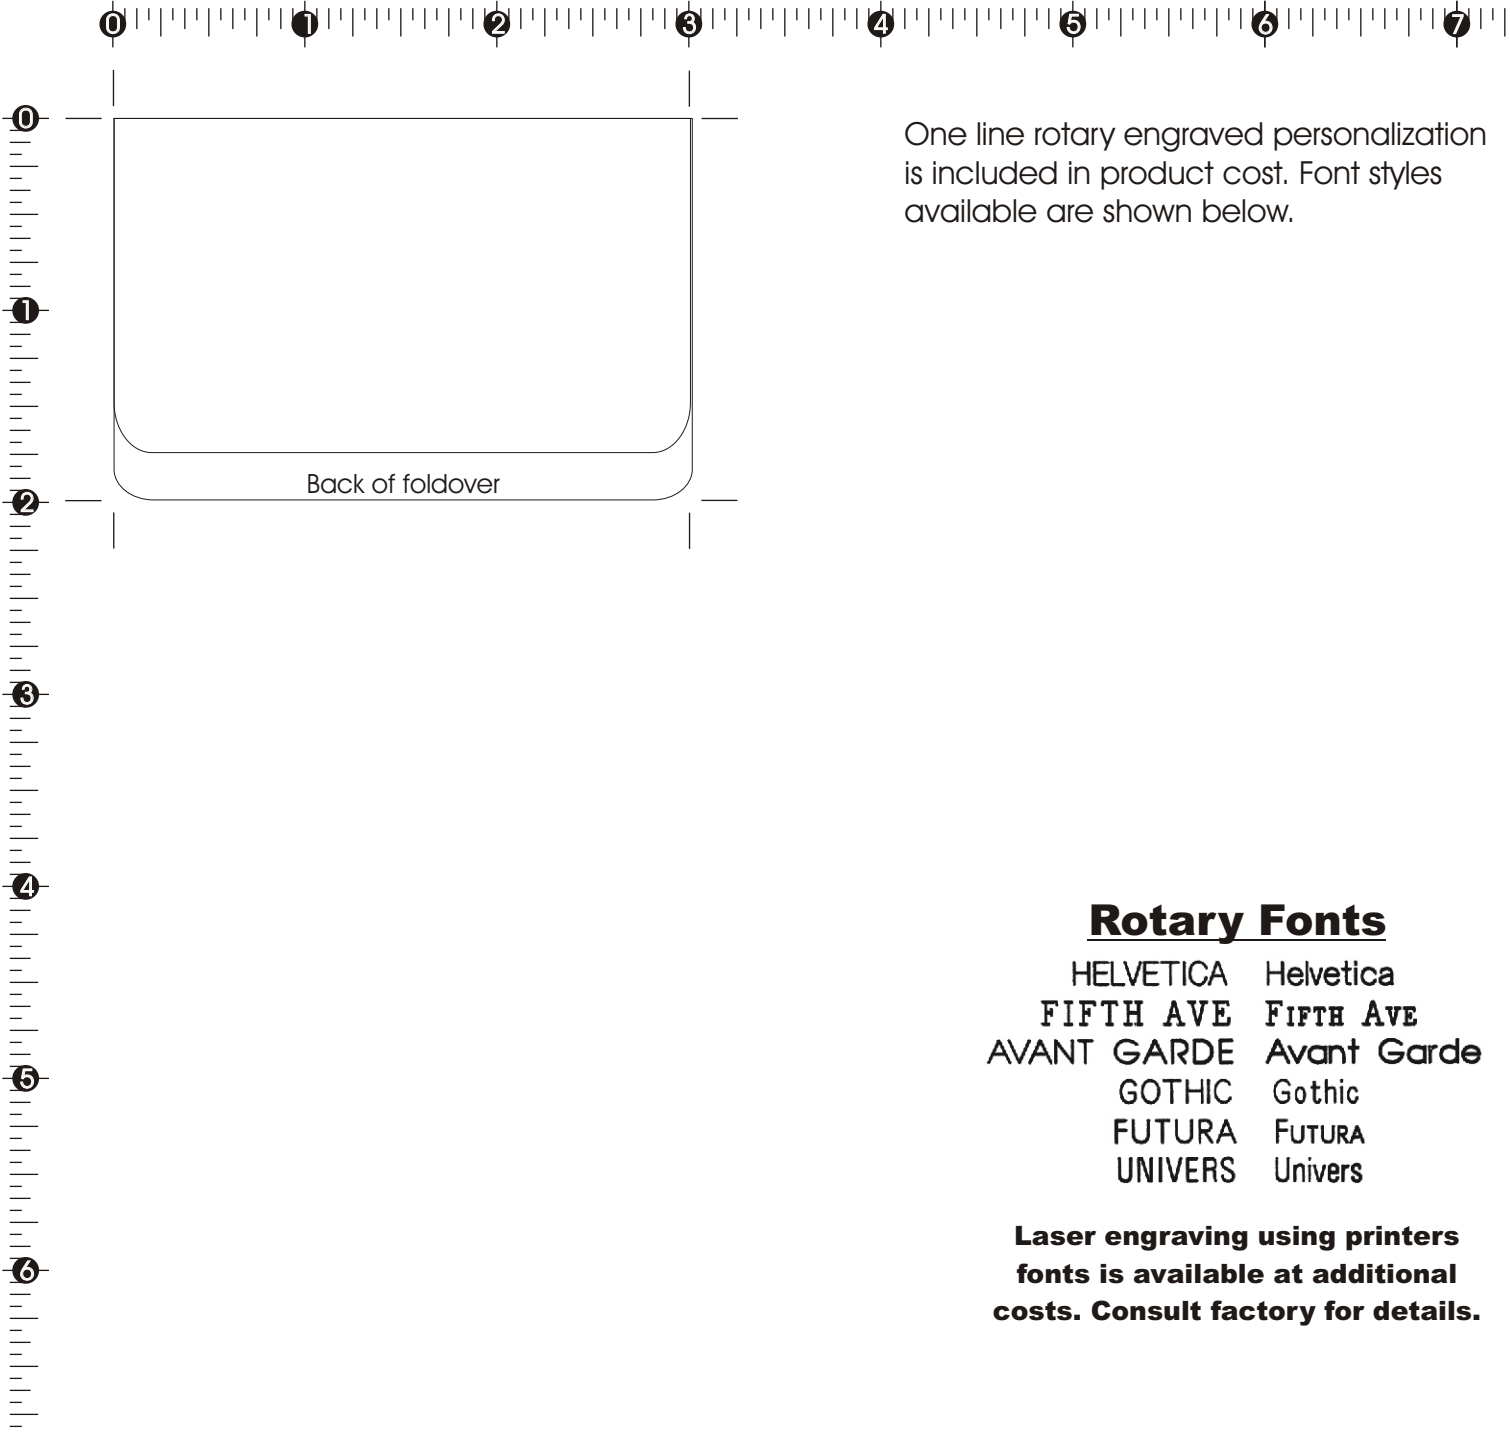 0 1 2 3 4 5 6 7
0
1
2
3
4
5
6
One line rotary engraved personalization
is included in product cost. Font styles
available are shown below.
Back of foldover
Rotary Fonts
HELVETICA Helvetica
FIFTH AVE FIFTH AVE
AVANT GARDE Avant Garde
GOTHIC Gothic
FUTURA FUTURA
UNIVERS Univers
Laser engraving using printers
fonts is available at additional
costs. Consult factory for details.